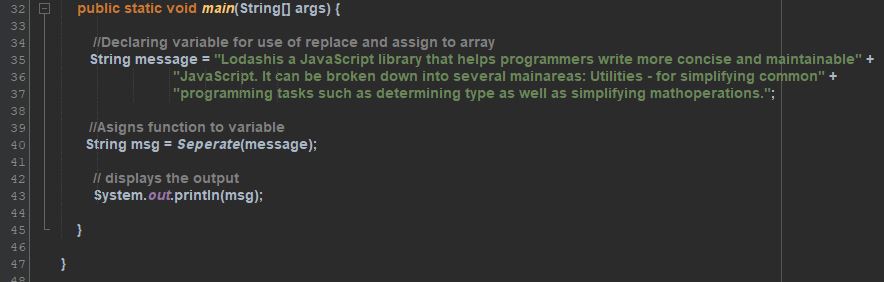 32 public static void main(String[] args) {
33
34 //Declaring variable for use of replace and assign to array
35 String message = "Lodashis a JavaScript library that helps programmers write more concise and maintainable" +
36 "JavaScript. It can be broken down into several mainareas: Utilities - for simplifying common" +
37 "programming tasks such as determining type as well as simplifying mathoperations.";
38
39 //Asigns function to variable
40 String msg = Seperate(message);
41
42 // displays the output
43 System.out.println(msg);
44
45 }
46
47 }
48